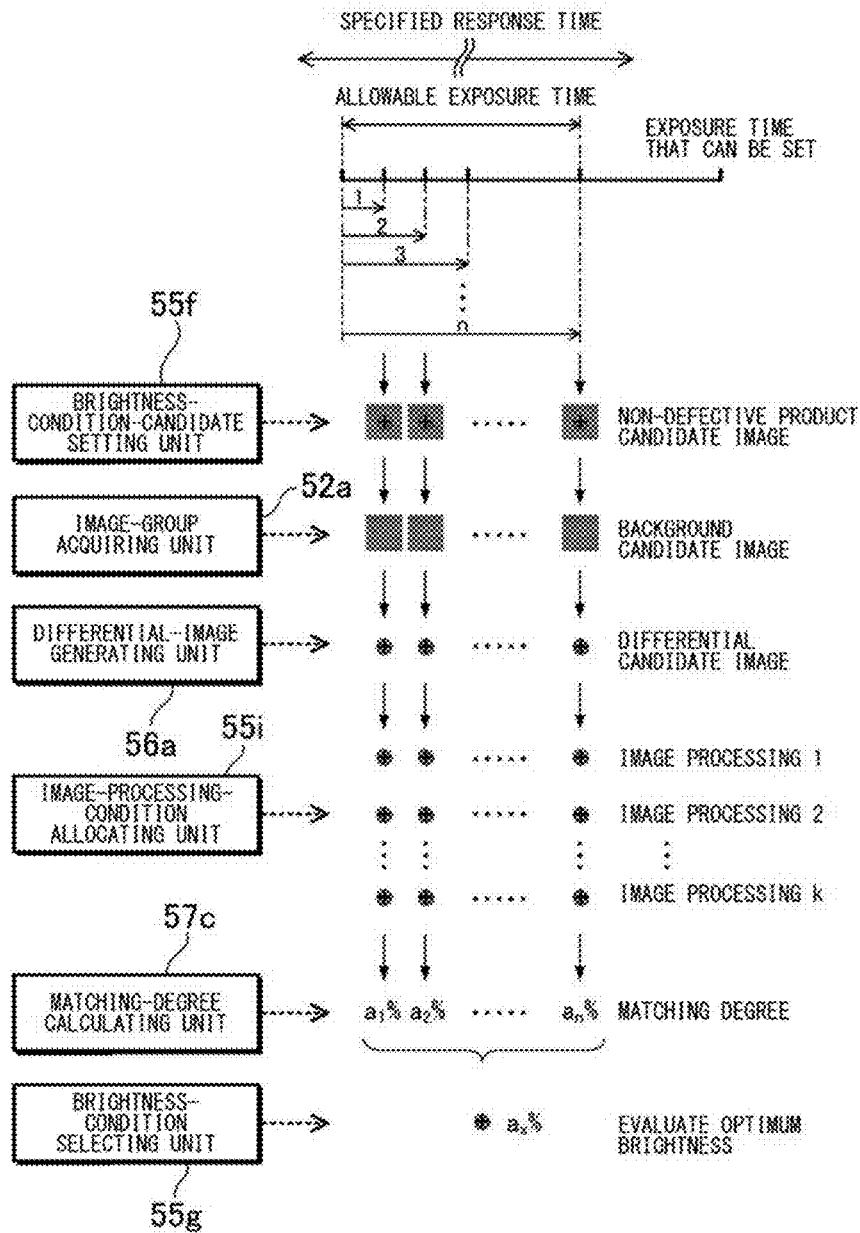 SPECIFIED RESPONSE TIME
ALLOWABLE EXPOSURE TIME
EXPOSURE TIME
THAT CAN BE SET
1
2
3
n
55f
BRIGHTNESS-
CONDITION-CANDIDATE
SETTING UNIT
NON-DEFECTIVE PRODUCT
CANDIDATE IMAGE
52a
IMAGE-GROUP
ACQUIRING UNIT
BACKGROUND
CANDIDATE IMAGE
DIFFERENTIAL-IMAGE
GENERATING UNIT
DIFFERENTIAL
CANDIDATE IMAGE
56a
55i
IMAGE PROCESSING 1
IMAGE-PROCESSING-
CONDITION
ALLOCATING UNIT
IMAGE PROCESSING 2
IMAGE PROCESSING k
57c
MATCHING-DEGREE
CALCULATING UNIT
a₁% a₂% ····· aₙ% MATCHING DEGREE
BRIGHTNESS-
CONDITION
SELECTING UNIT
aₓ%
EVALUATE OPTIMUM
BRIGHTNESS
55g